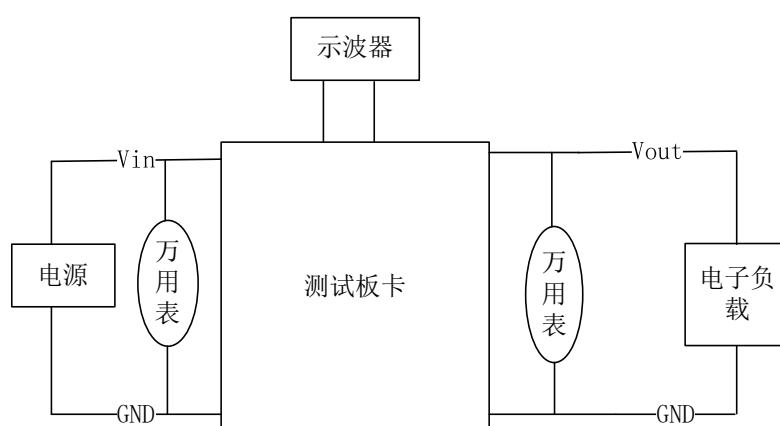 示波器
Vin
Vout
电源
万
用
表
测试板卡
万
用
表
电子负
载
GND
GND